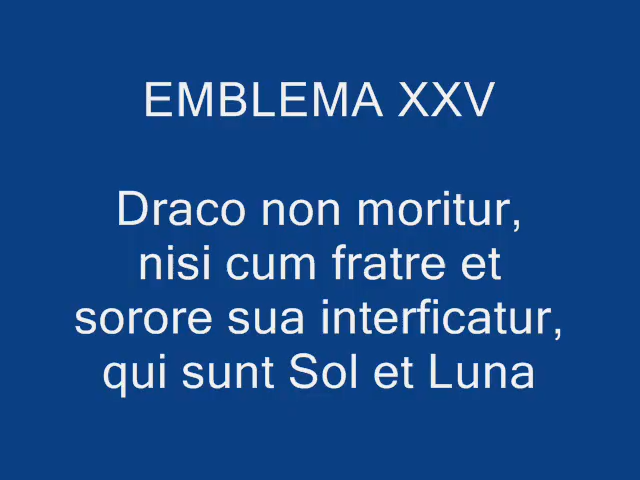 EMBLEMA XXV
Draco non moritur,
nisi cum fratre et
sorore sua interficatur,
qui sunt Sol et Luna